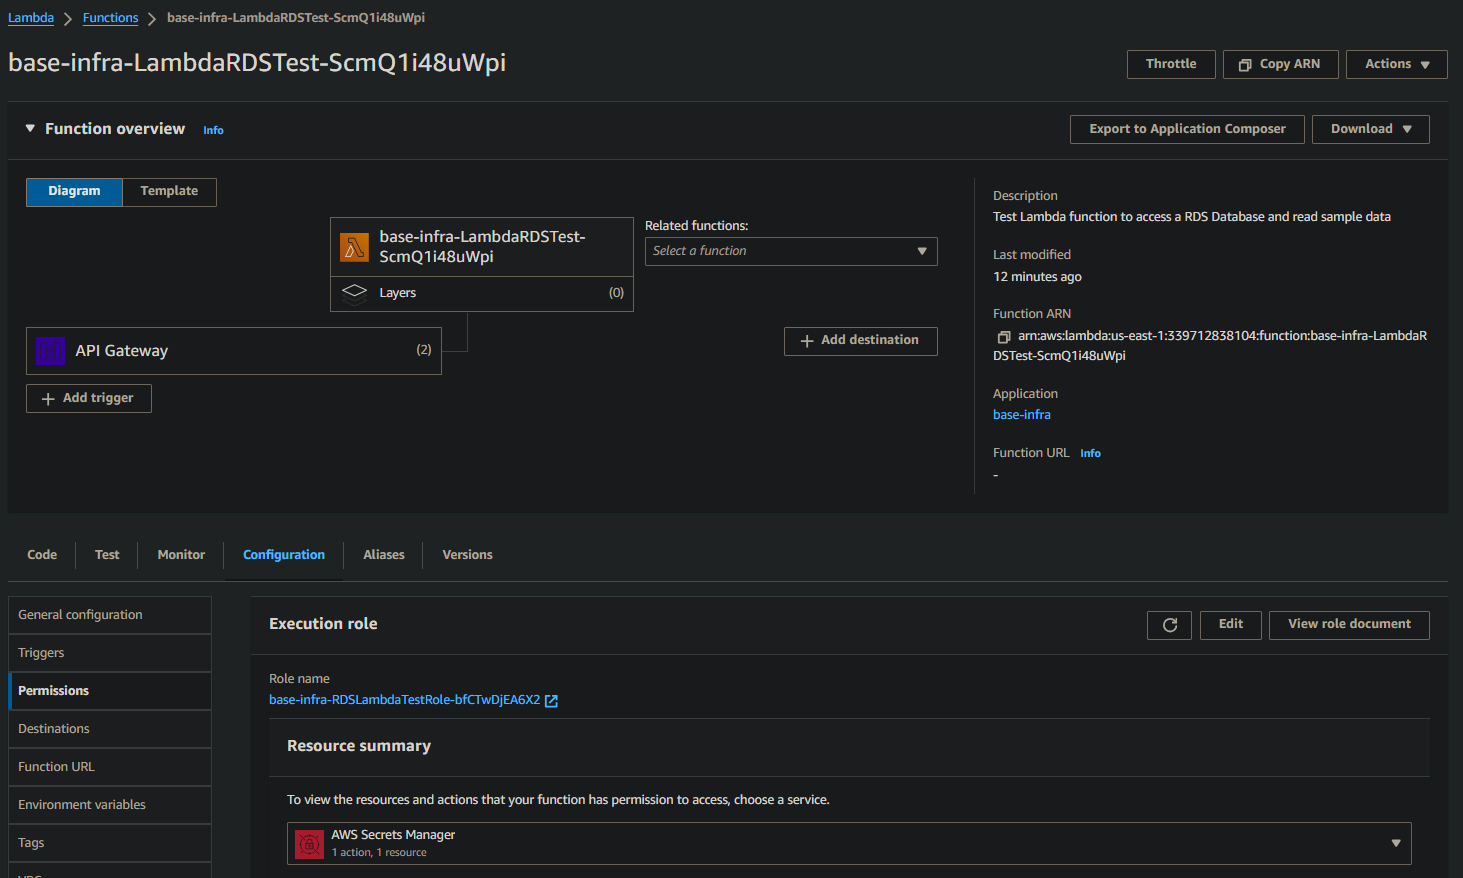 Lambda > Functions > base-infra-LambdaRDSTest-ScmQ1i48uWpi
base-infra-LambdaRDSTest-ScmQ1i48uWpi
Throttle
Copy ARN
Actions
Function overview Info
Export to Application Composer
Download
Diagram
Template
base-infra-LambdaRDSTest-
ScmQ1i48uWpi
Layers (0)
Related functions:
Select a function
API Gateway (2)
Add trigger
Add destination
Description
Test Lambda function to access a RDS Database and read sample data
Last modified
12 minutes ago
Function ARN
arn:aws:lambda:us-east-1:339712838104:function:base-infra-LambdaR
DSTest-ScmQ1i48uWpi
Application
base-infra
Function URL Info
-
Code
Test
Monitor
Configuration
Aliases
Versions
General configuration
Triggers
Permissions
Destinations
Function URL
Environment variables
Tags
Execution role
Edit
View role document
Role name
base-infra-RDSLambdaTestRole-bfCTwDjEA6X2
Resource summary
To view the resources and actions that your function has permission to access, choose a service.
AWS Secrets Manager
1 action, 1 resource